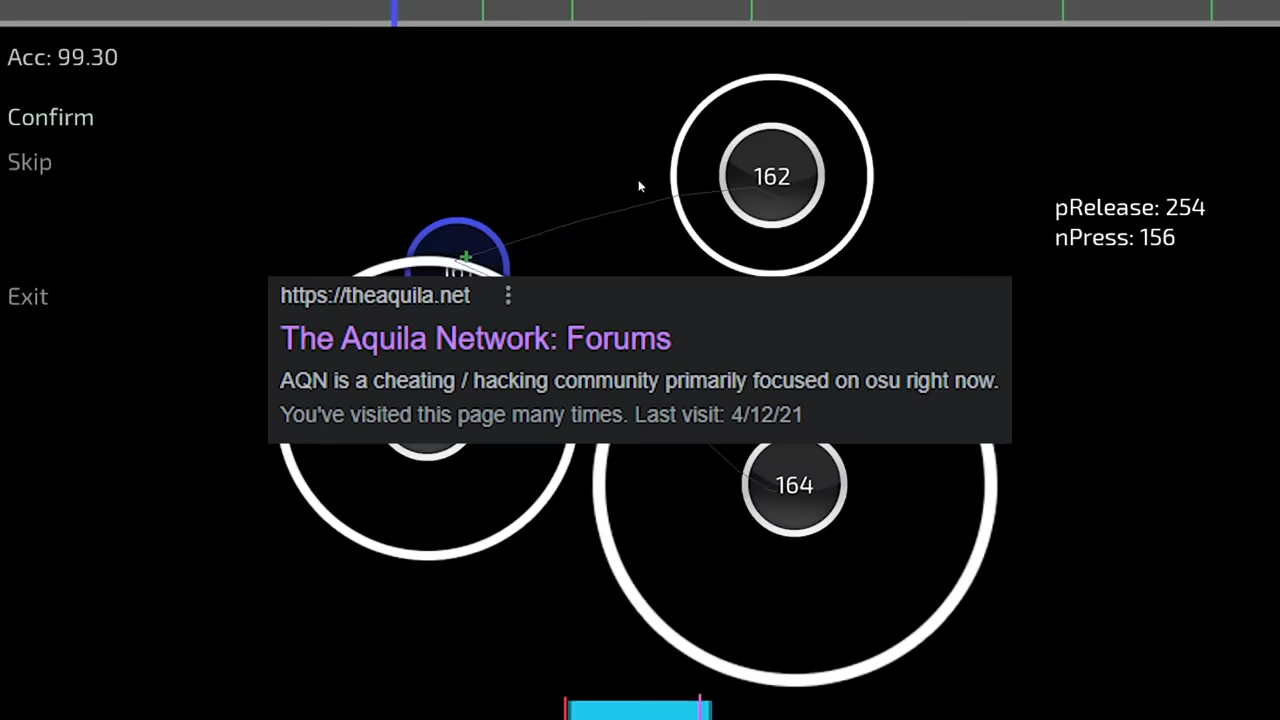 Acc: 99.30
Confirm
Skip
162
pRelease: 254
nPress: 156
Exit
https://theaquila.net
The Aquila Network: Forums
AQN is a cheating / hacking community primarily focused on osu right now.
You've visited this page many times. Last visit: 4/12/21
164